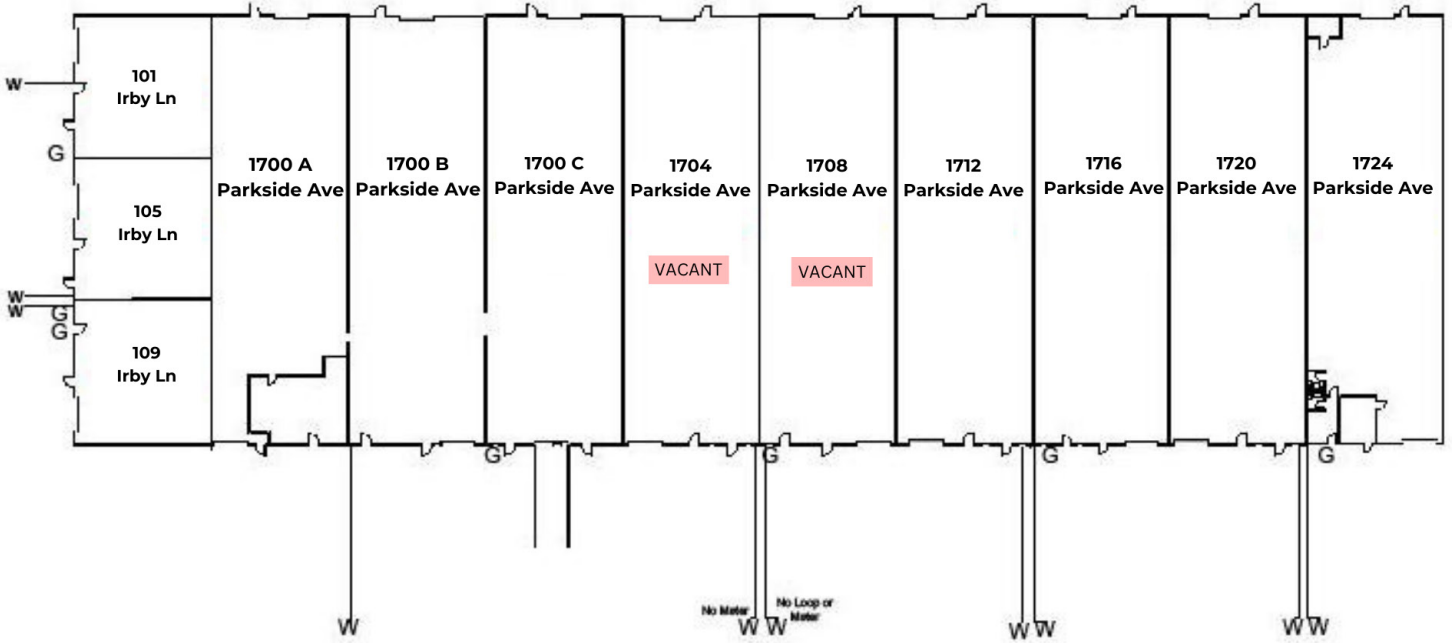 W
101
Irby Ln
G
105
Irby Ln
W
W
G
G
109
Irby Ln
1700 A
Parkside Ave
1700 B
Parkside Ave
1700 C
Parkside Ave
1704
Parkside Ave
VACANT
1708
Parkside Ave
VACANT
1712
Parkside Ave
1716
Parkside Ave
1720
Parkside Ave
1724
Parkside Ave
G
G
G
G
W
No Meter
No Loop or
Meter
W W
W W
W W